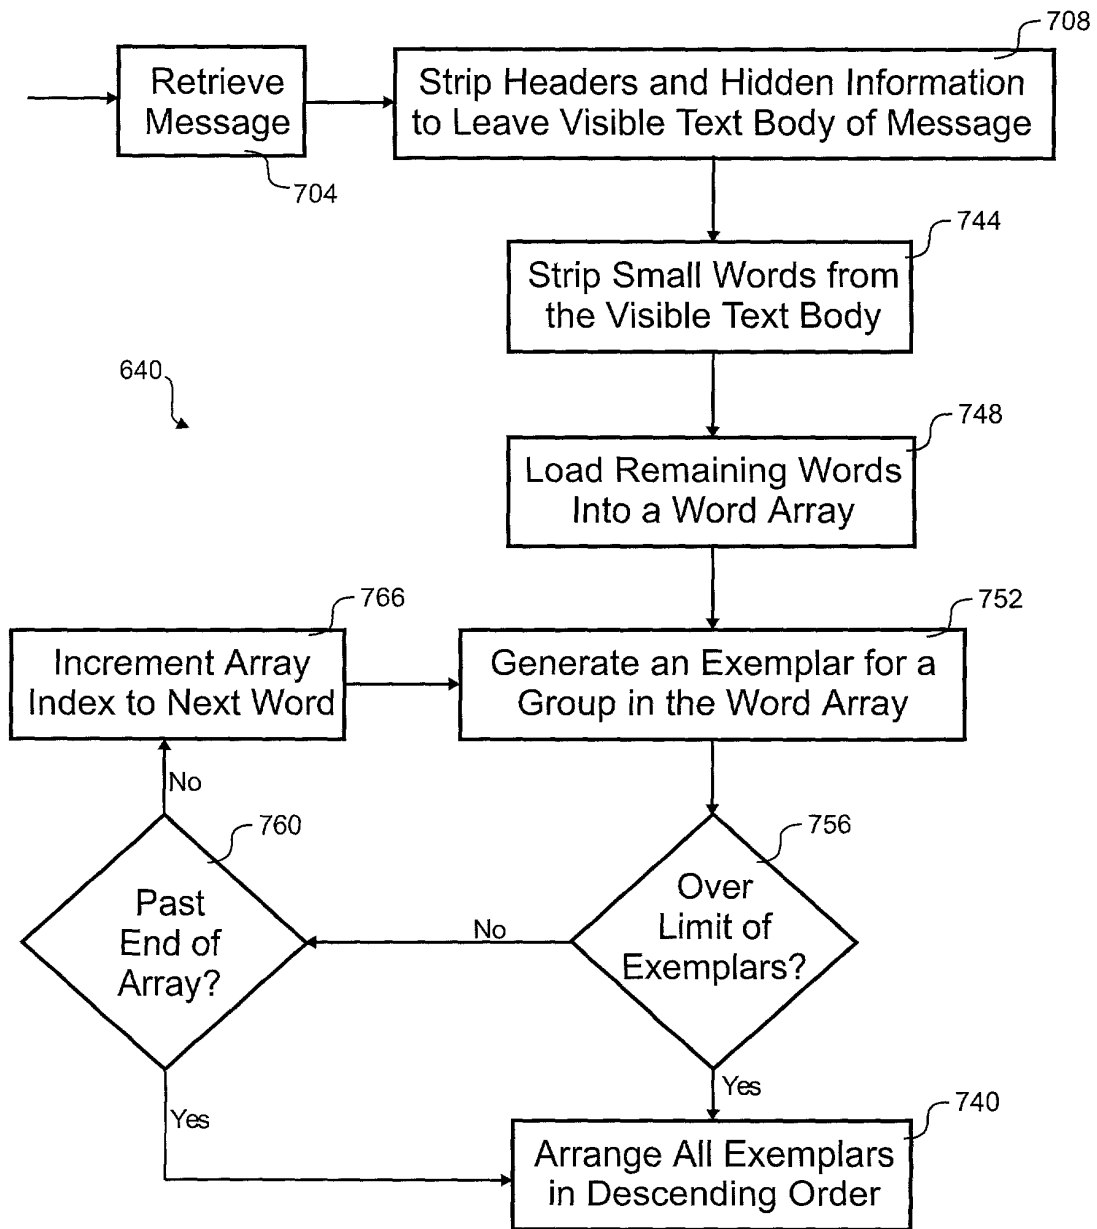 708
Retrieve
Message
704
Strip Headers and Hidden Information
to Leave Visible Text Body of Message
744
Strip Small Words from
the Visible Text Body
640
748
Load Remaining Words
Into a Word Array
766
Increment Array
Index to Next Word
752
Generate an Exemplar for a
Group in the Word Array
No
760
Past
End of
Array?
No
756
Over
Limit of
Exemplars?
Yes
Yes
740
Arrange All Exemplars
in Descending Order